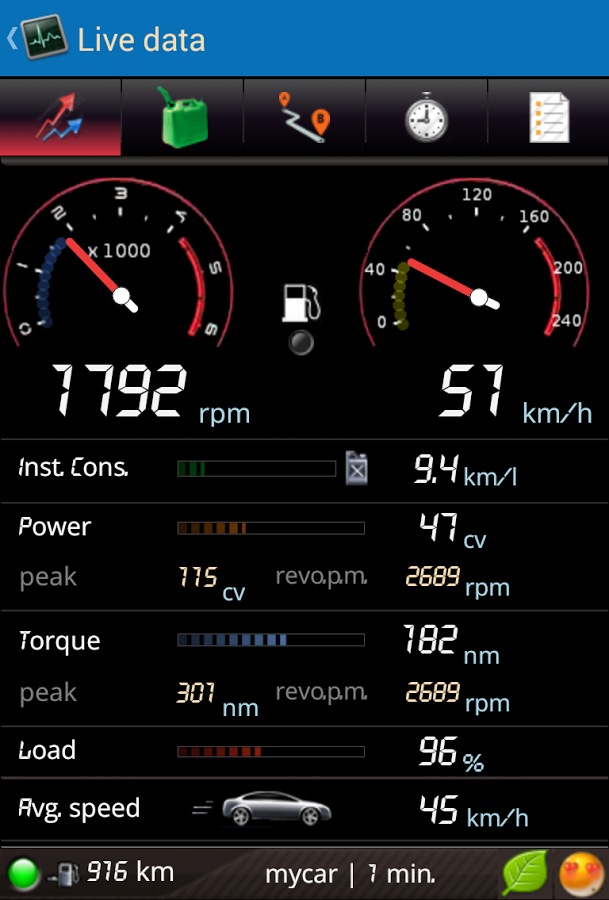 Live data
A
B
0
1
2
3
4
5
6
x 1000
0
40
80
120
160
200
240
1792 rpm
51 km/h
Inst. Cons. 9.4 km/l
Power 47 cv
peak 115 cv revo.p.m. 2689 rpm
Torque 182 nm
peak 301 nm revo.p.m. 2689 rpm
Load 96 %
Avg. speed 45 km/h
916 km mycar | 1 min.